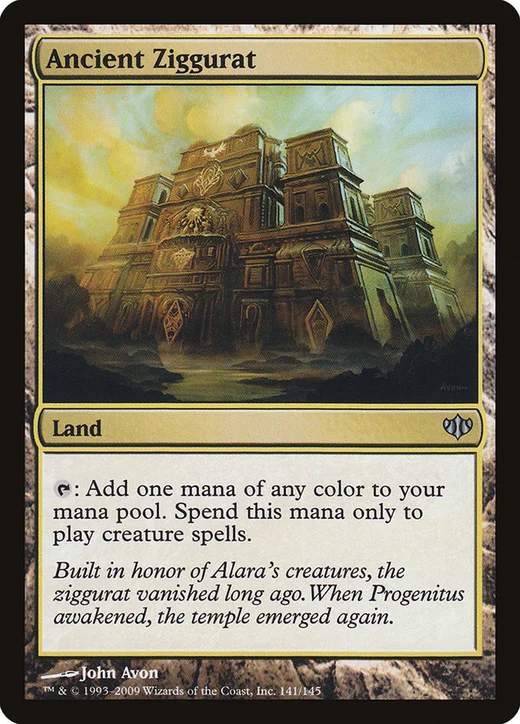 Ancient Ziggurat
Avon
Land
: Add one mana of any color to your
mana pool. Spend this mana only to
play creature spells.
Built in honor of Alara's creatures, the
ziggurat vanished long ago. When Progenitus
awakened, the temple emerged again.
John Avon
™ & © 1993–2009 Wizards of the Coast, Inc. 141/145